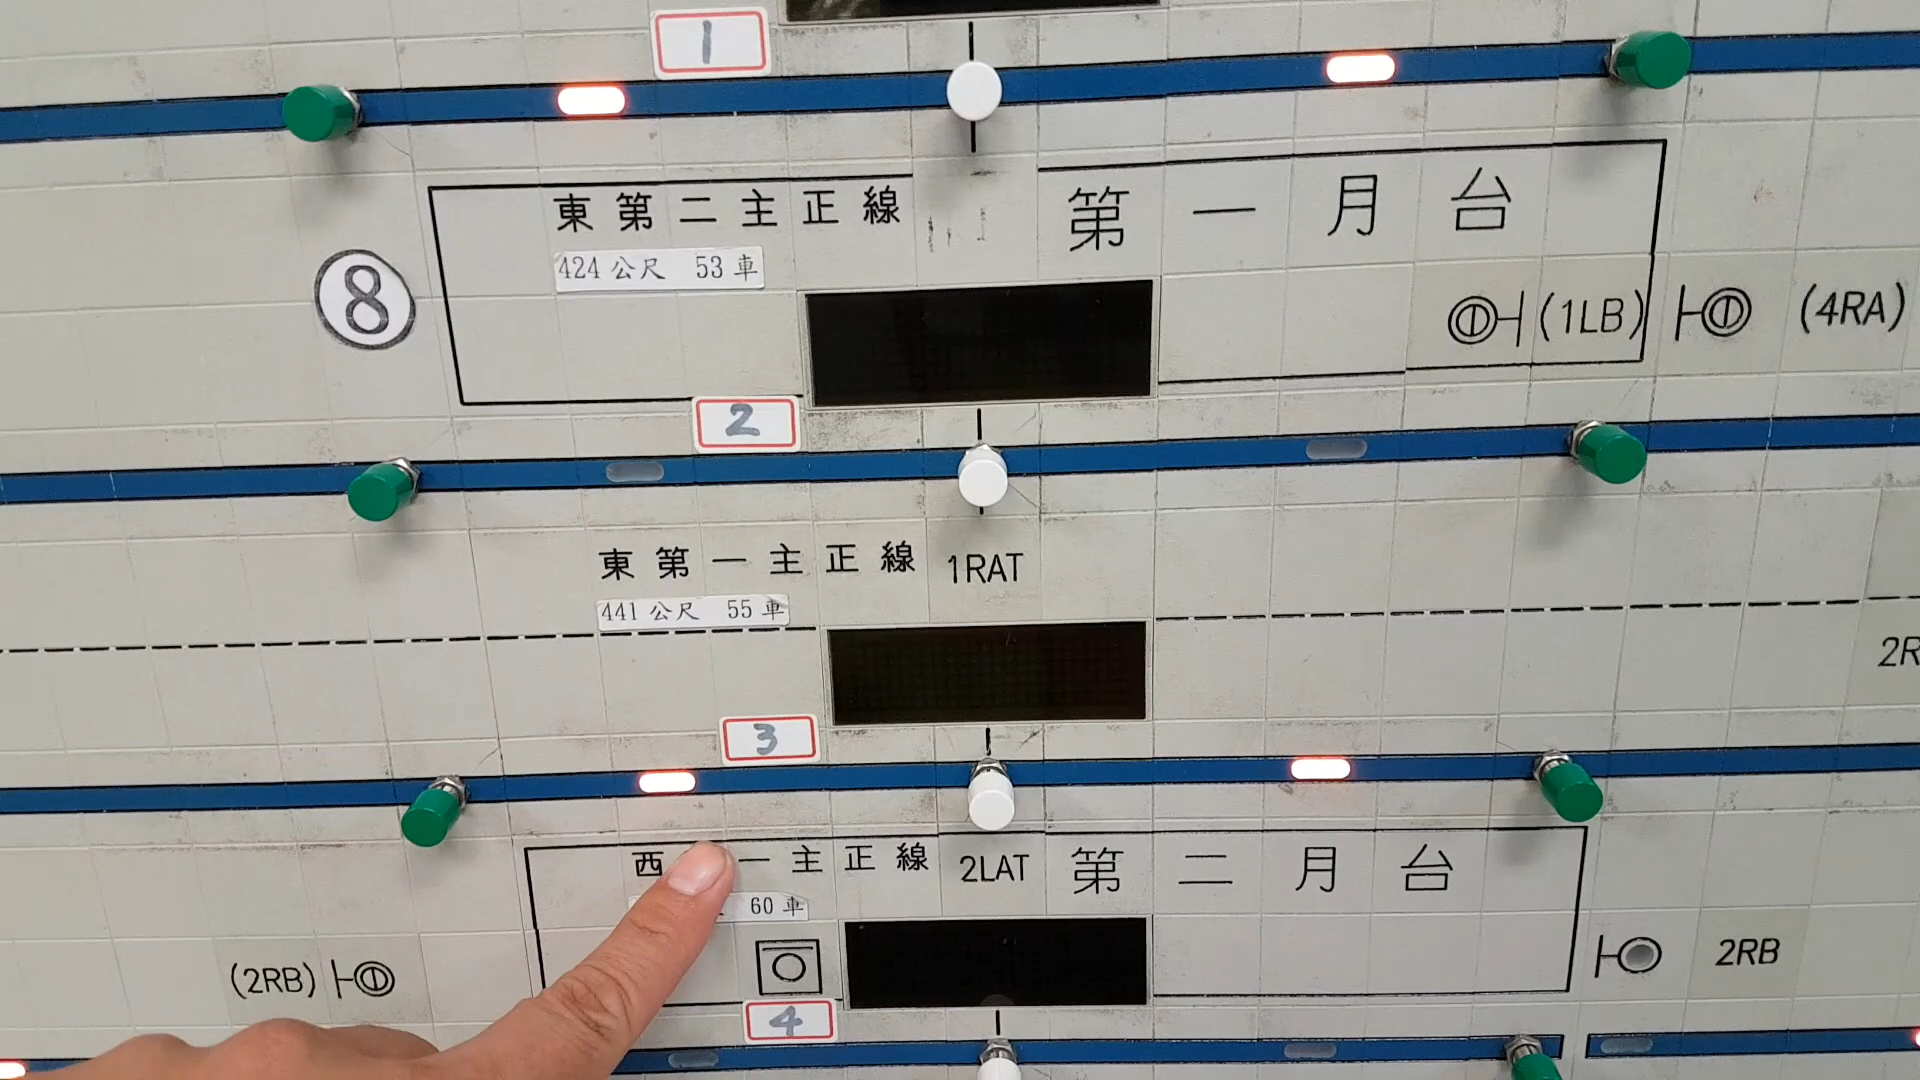 1
東第二主正線
第一月台
424公尺 53車
8
(1LB)
(4RA)
2
東第一主正線 1RAT
441公尺 55車
2R
3
西一主正線 2LAT
第二月台
60車
(2RB)
2RB
4